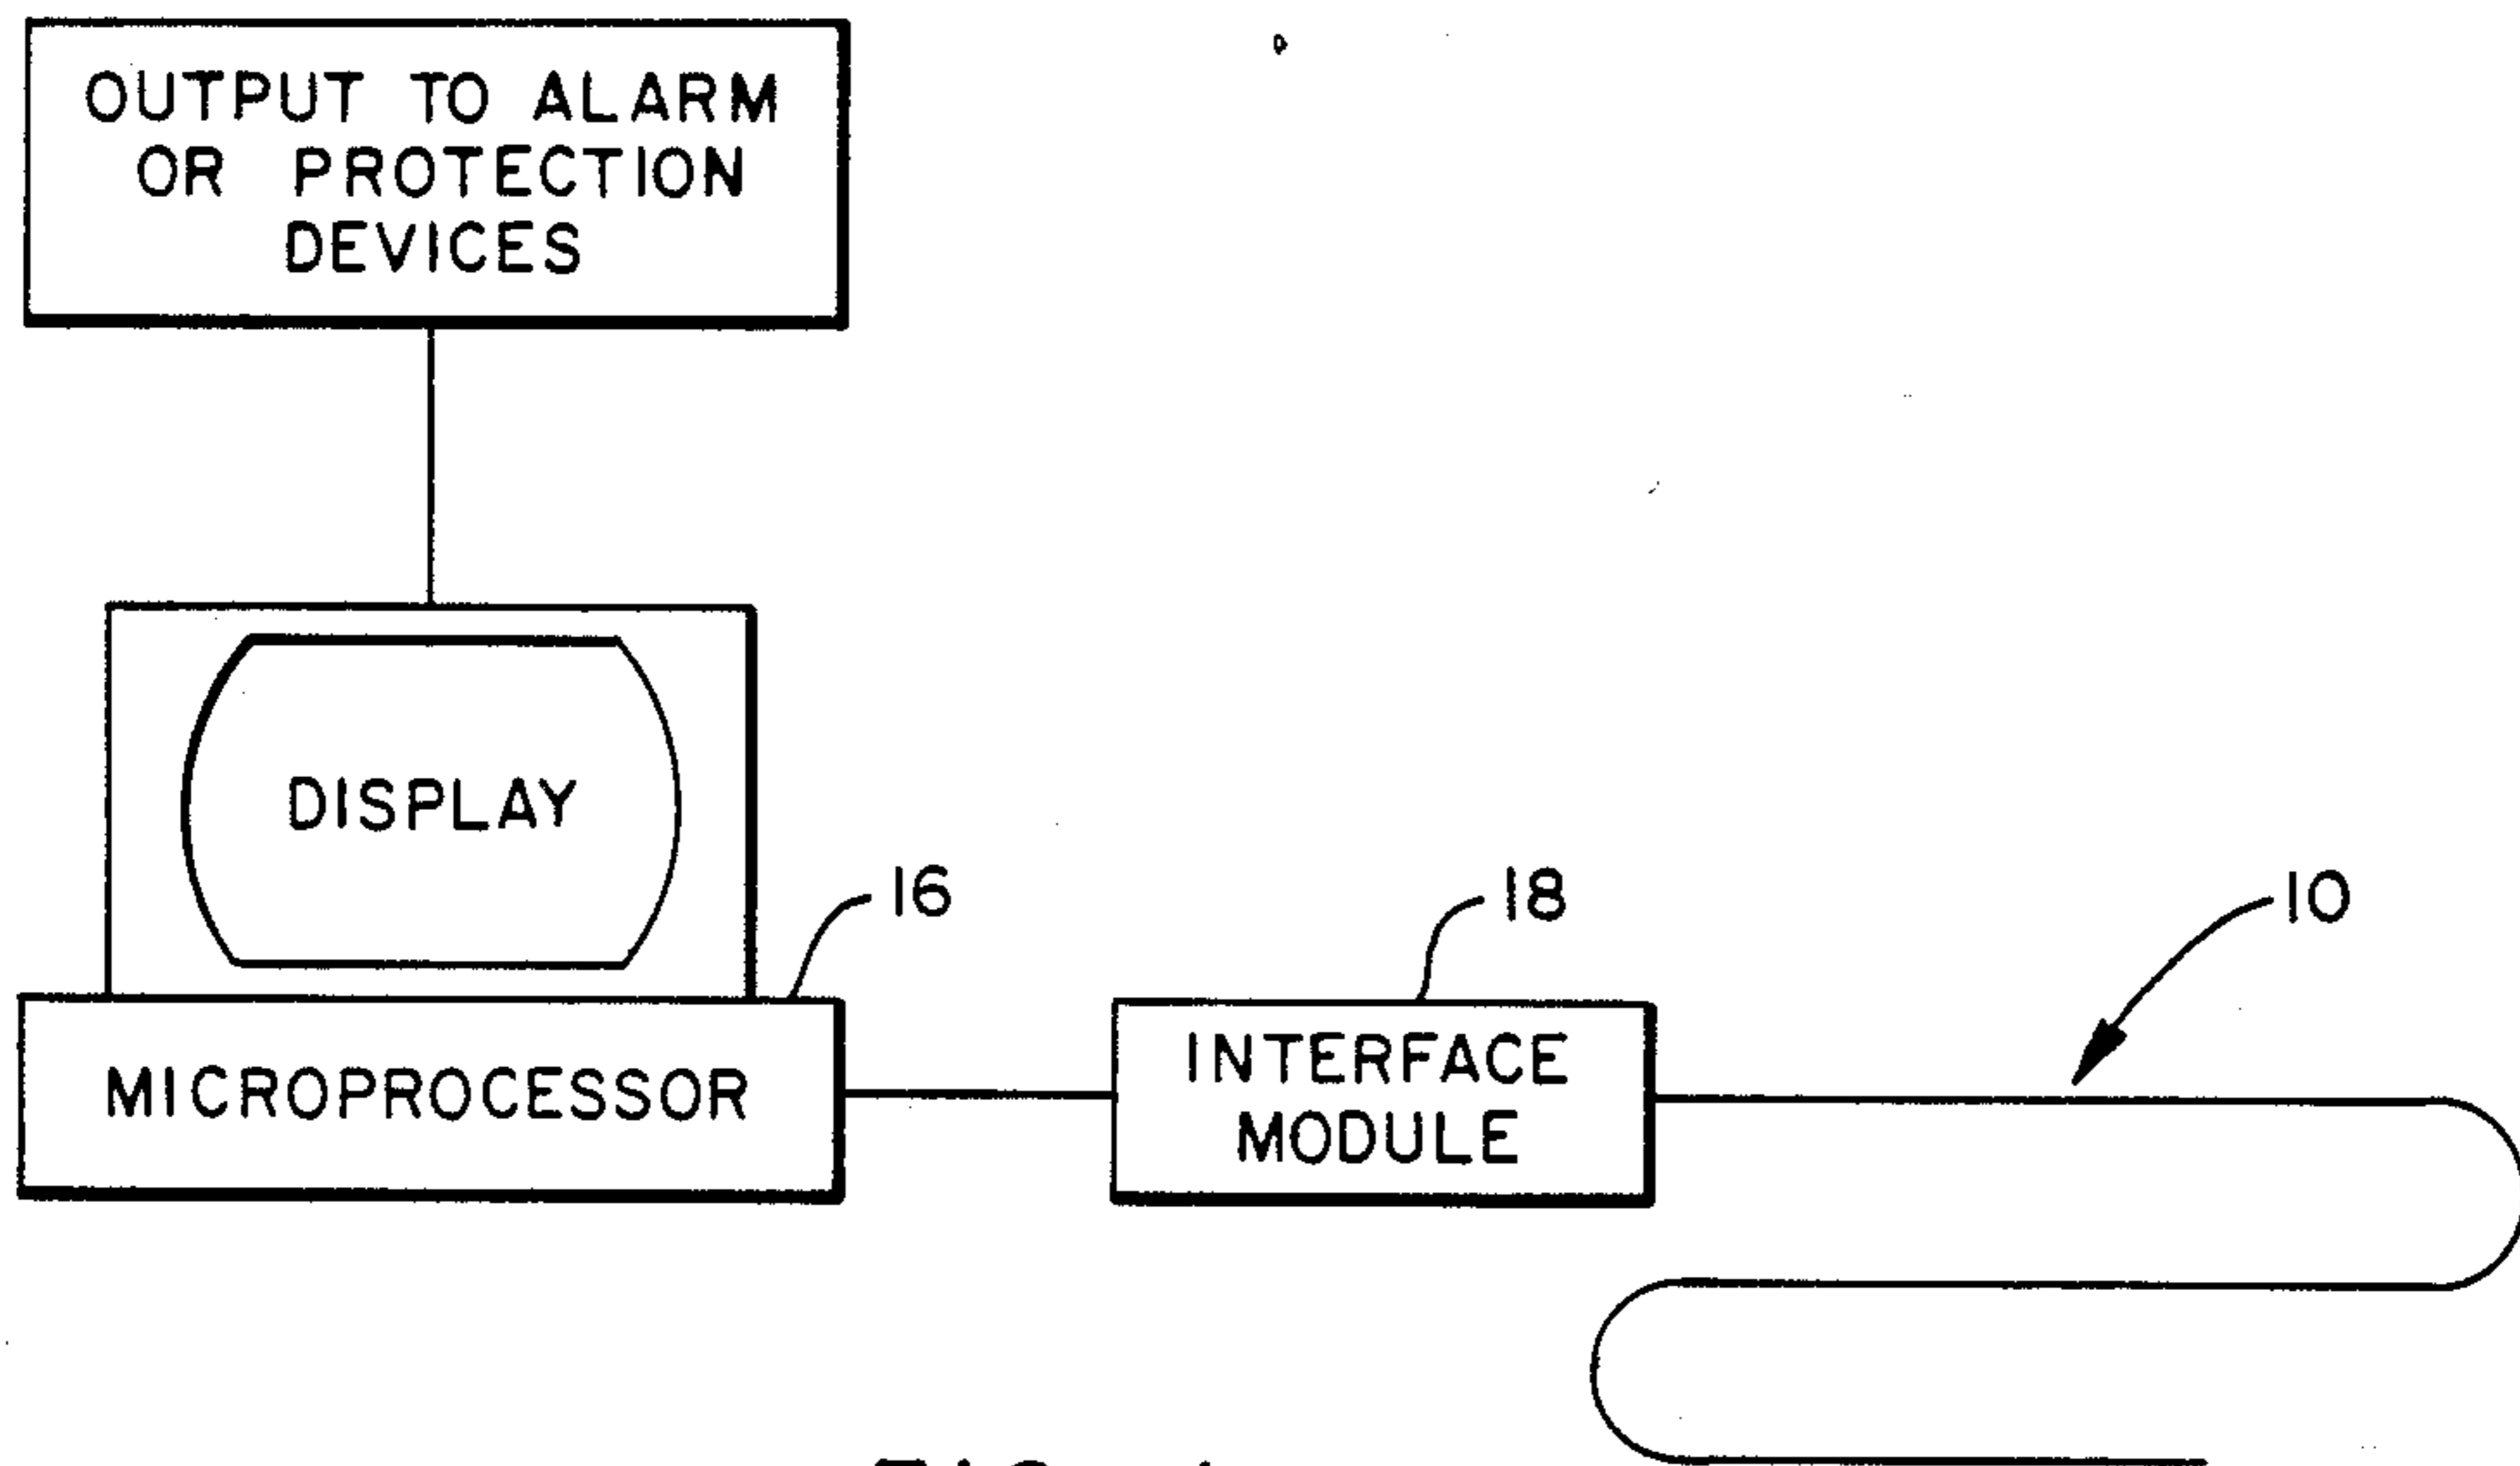 OUTPUT TO ALARM
OR PROTECTION
DEVICES
DISPLAY
16
18
10
MICROPROCESSOR
INTERFACE
MODULE